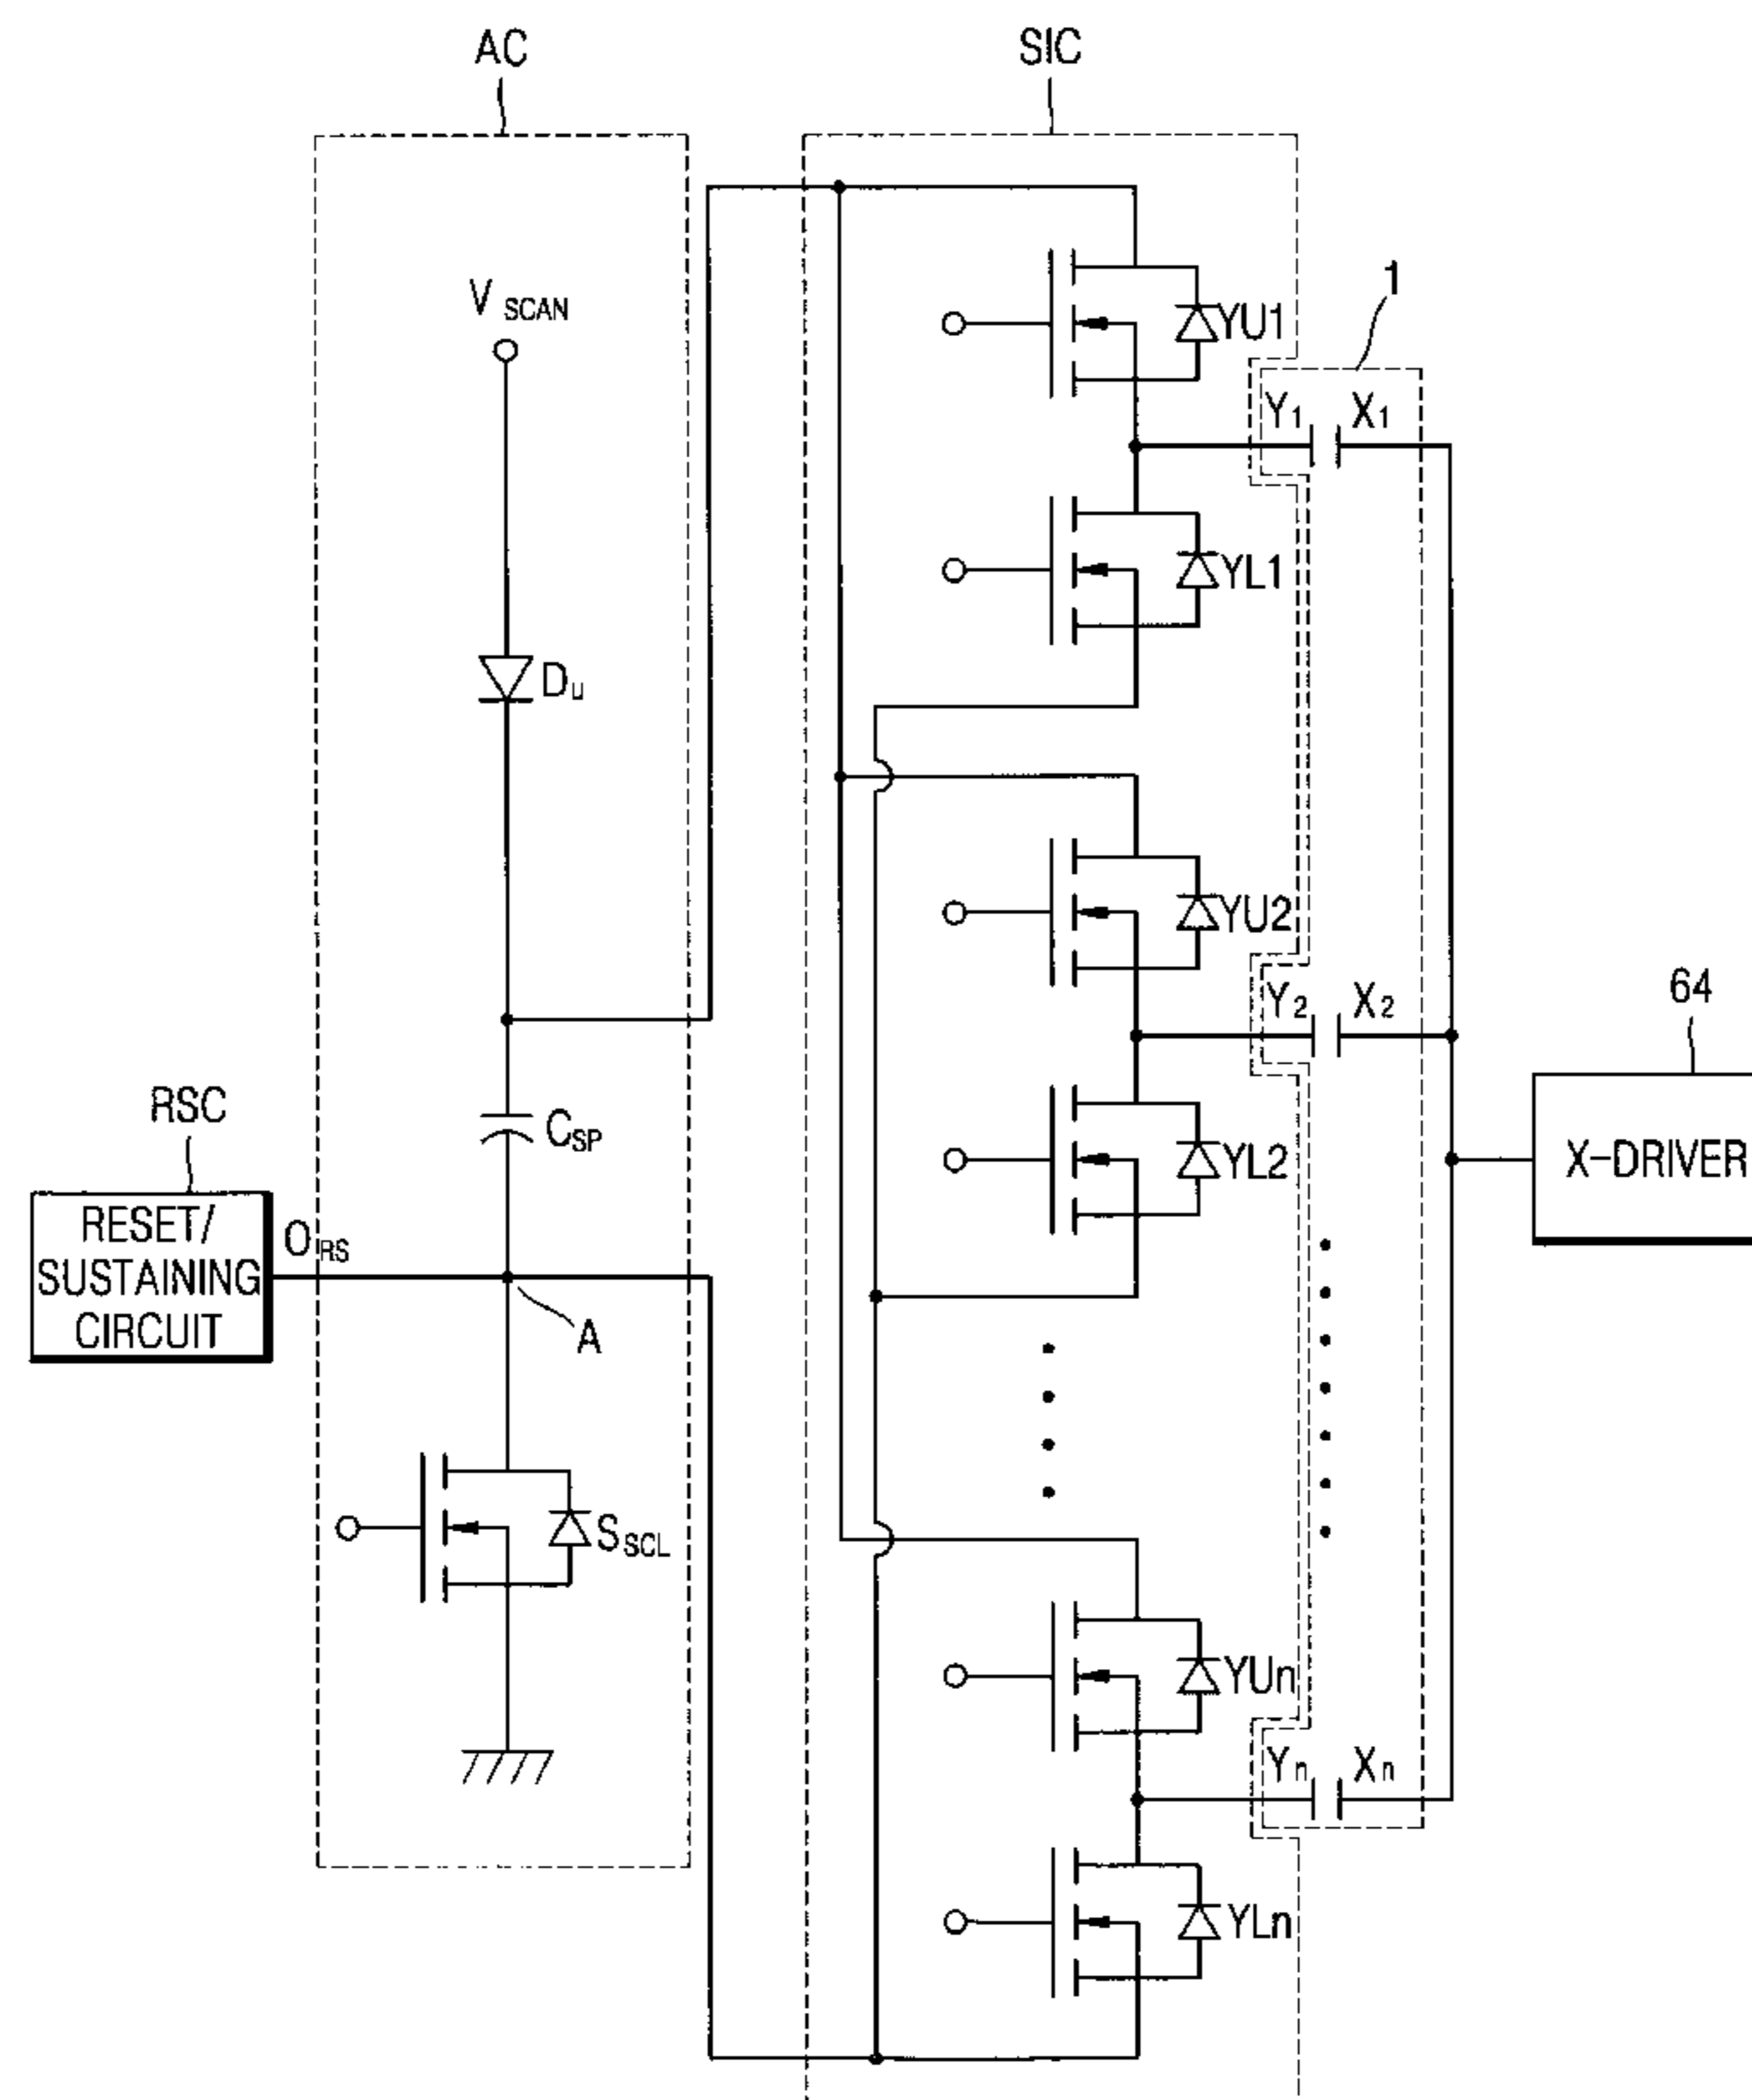 AC
SIC
V SCAN
YU1
1
Y1 X1
YL1
Du
YU2
Y2 X2
64
YL2
X-DRIVER
CSP
RSC
RESET/
SUSTAINING
CIRCUIT
ORS
A
SSCL
YUn
Yn Xn
YLn